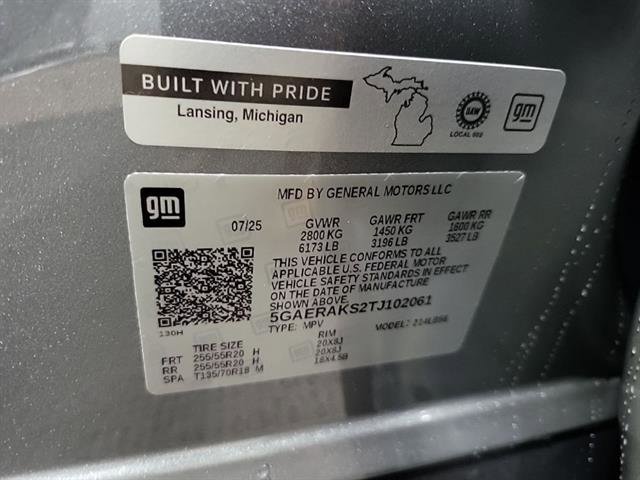 BUILT WITH PRIDE
Lansing, Michigan
UAW
LOCAL 602
gm
gm
MFD BY GENERAL MOTORS LLC
07/25 GVWR GAWR FRT GAWR RR
2800 KG 1450 KG 1600 KG
6173 LB 3196 LB 3527 LB
THIS VEHICLE CONFORMS TO ALL
APPLICABLE U.S. FEDERAL MOTOR
VEHICLE SAFETY STANDARDS IN EFFECT
ON THE DATE OF MANUFACTURE
SHOWN ABOVE.
5GAERAKS2TJ102061
TYPE: MPV MODEL:
130H
TIRE SIZE RIM
FRT 255/55R20 H 20X8J
RR 255/55R20 H 20X8J
SPA T135/70R18 M 18X4.5B